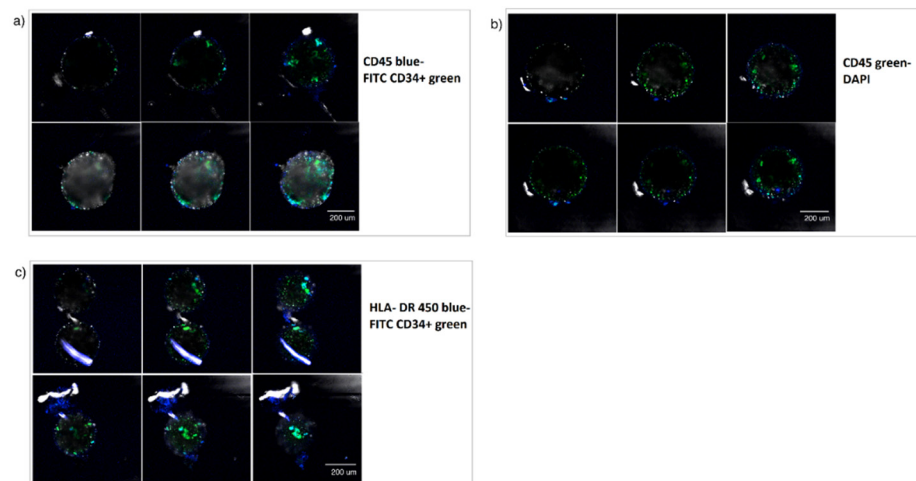 a)
CD45 blue-
FITC CD34+ green
200 um
b)
CD45 green-
DAPI
200 um
c)
HLA- DR 450 blue-
FITC CD34+ green
200 um